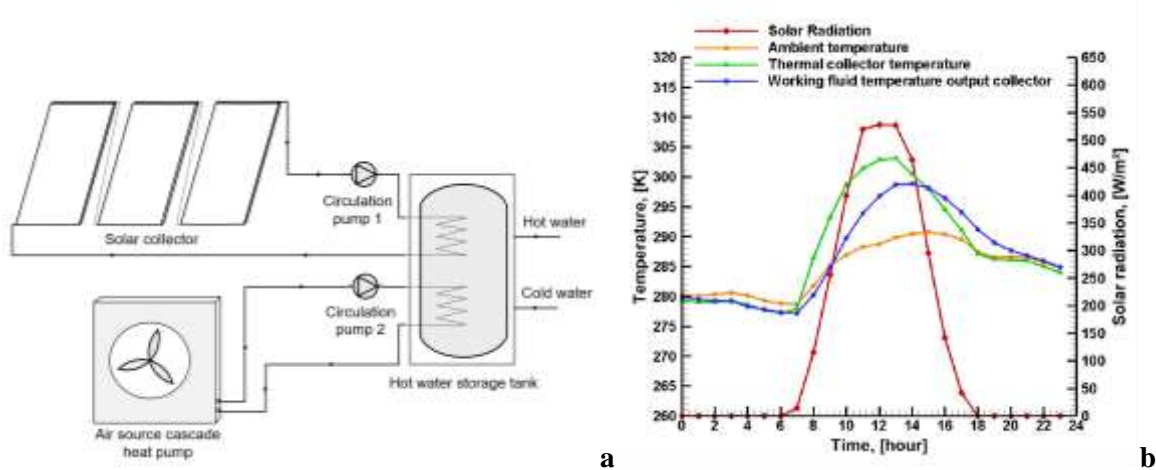 Solar collector
Circulation
pump 1
Hot water
Cold water
Circulation
pump 2
Hot water storage tank
Air source cascade
heat pump
a
Solar Radiation
Ambient temperature
Thermal collector temperature
Working fluid temperature output collector
Temperature, [K]
320
315
310
305
300
295
290
285
280
275
270
265
260
0 2 4 6 8 10 12 14 16 18 20 22 24
Time, [hour]
650
600
550
500
450
400
350
300
250
200
150
100
50
0
Solar radiation, [W/m²]
b